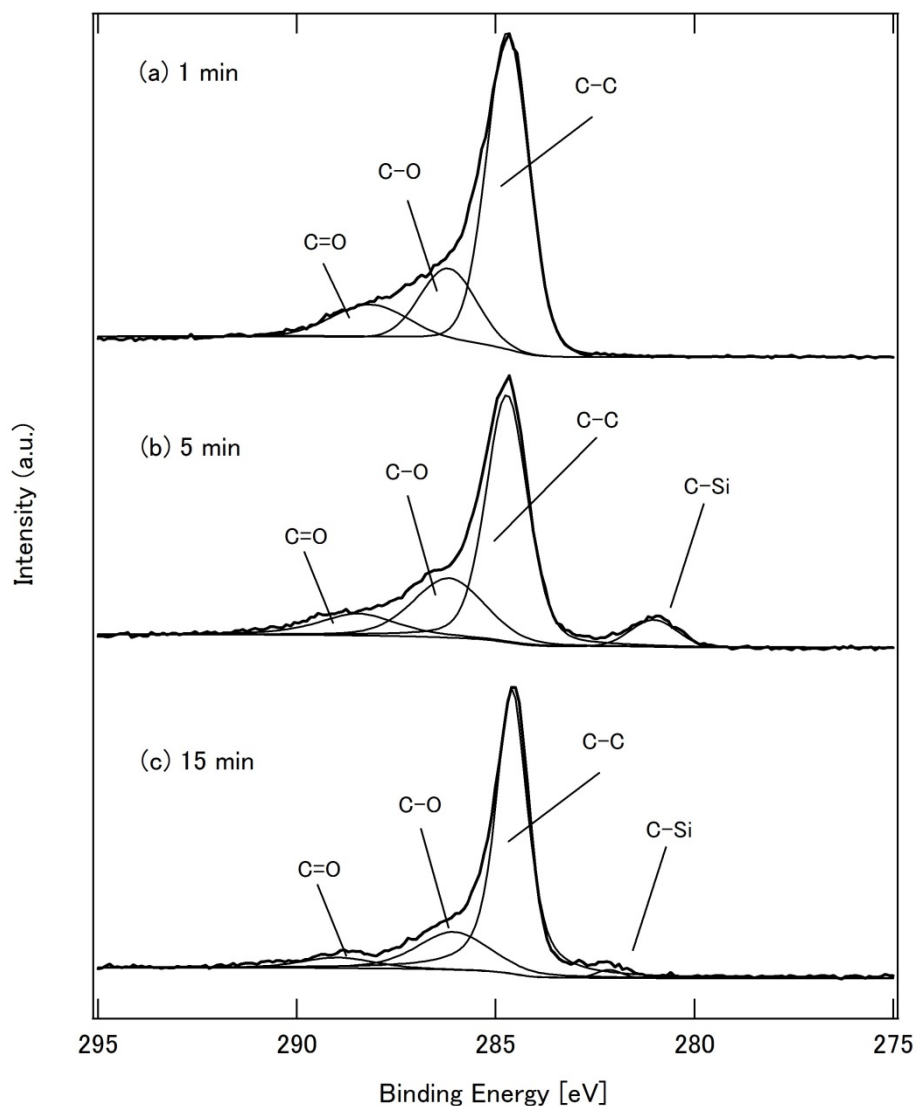 (a) 1 min
C-C
C-O
C=O
(b) 5 min
C-C
C-O
C-Si
C=O
(c) 15 min
C-C
C-O
C-Si
C=O
Intensity (a.u.)
295 290 285 280 275
Binding Energy [eV]